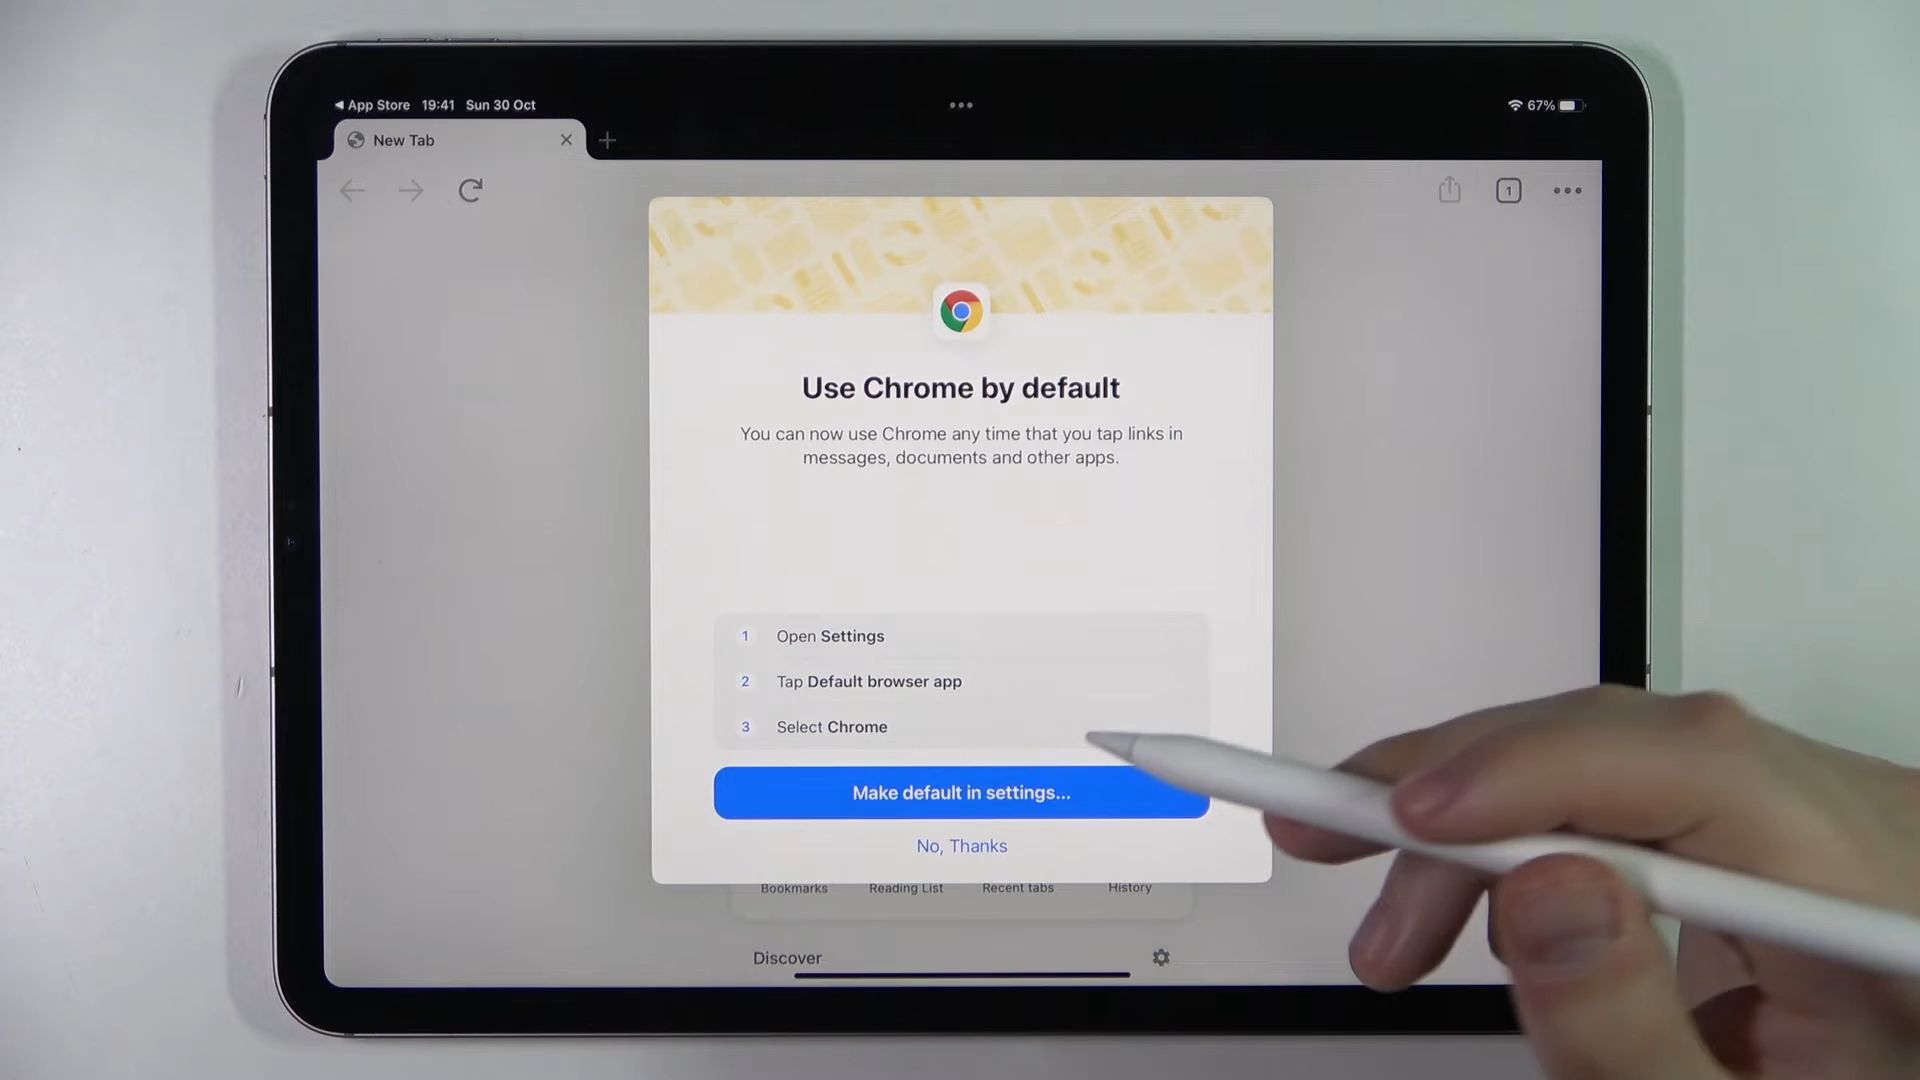 App Store 19:41 Sun 30 Oct
67%
New Tab
1
Use Chrome by default
You can now use Chrome any time that you tap links in
messages, documents and other apps.
1 Open Settings
2 Tap Default browser app
3 Select Chrome
Make default in settings...
No, Thanks
Bookmarks Reading List Recent tabs History
Discover